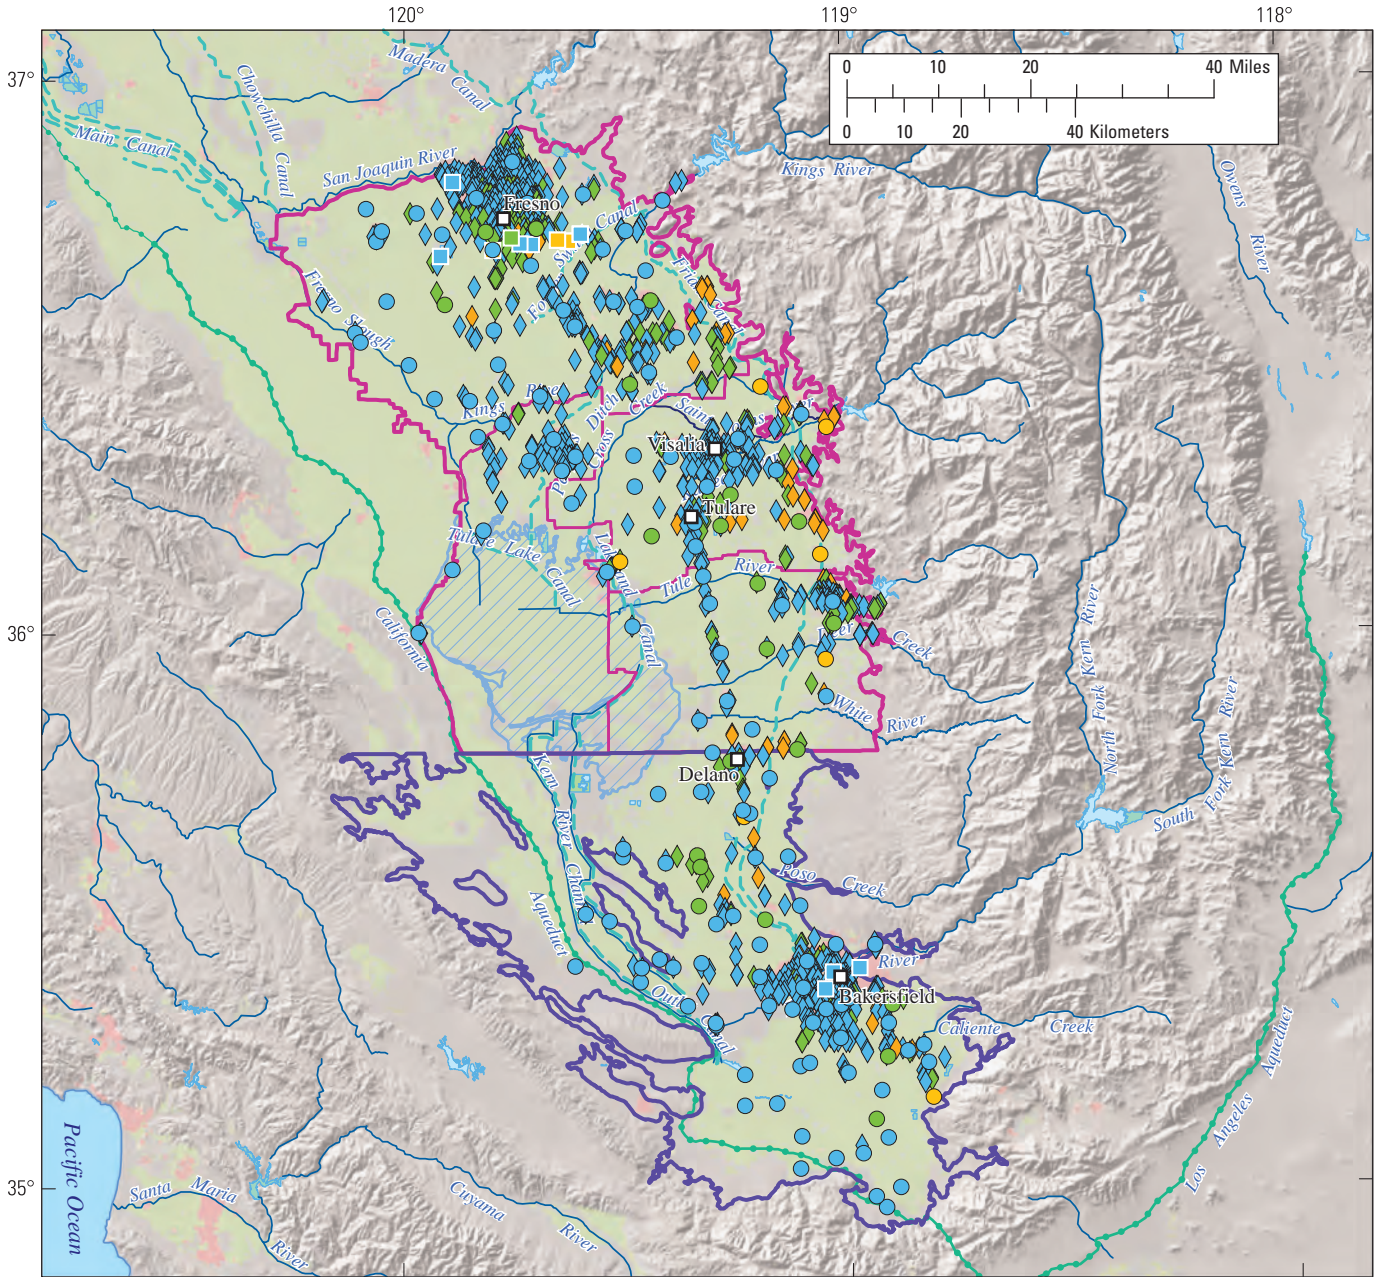 120°
119°
118°
37°
36°
35°
0 10 20 40 Miles
0 10 20 40 Kilometers
Madera
Canal
Chowchilla Canal
Main Canal
San Joaquin River
Kings River
Owens
River
Fresno
Canal
Fresno Slough
Kings
Creek
Cross
Ditch
Visalia
Tulare
Tulare Lake
Canal
Canal
Tule
River
California
Creek
White
River
Delano
Kern
River
Aqueduct
Poso
Creek
River
Bakersfield
Canal
Caliente
Creek
North Fork Kern River
South Fork Kern River
Los Angeles Aqueduct
Pacific Ocean
Santa Maria
River
Cuyama
River